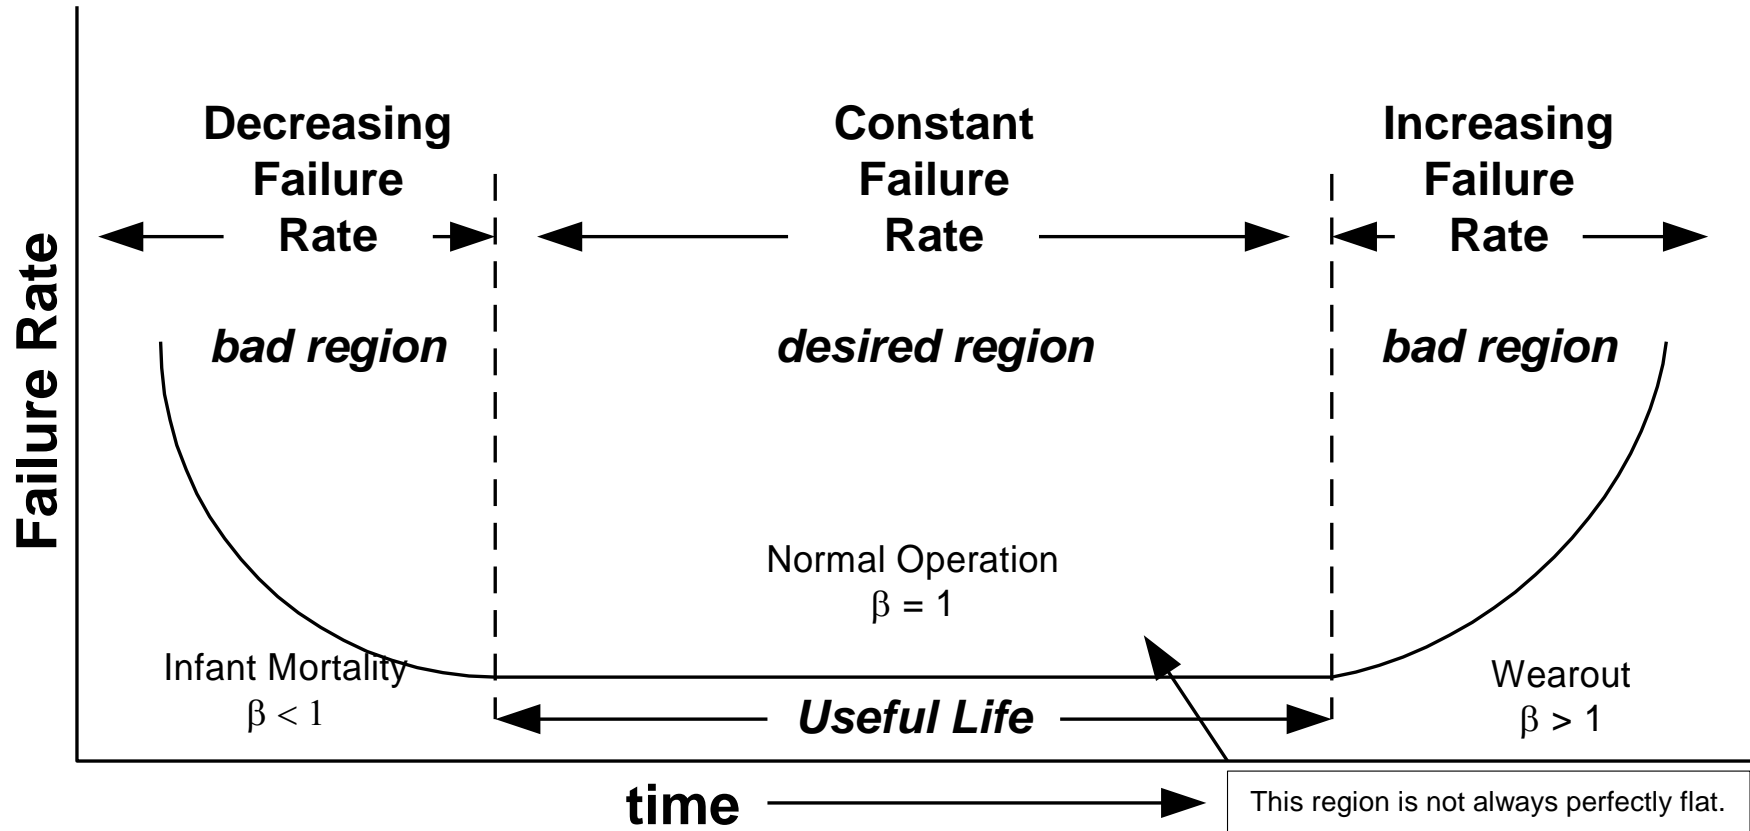 Decreasing
Failure
Rate
Constant
Failure
Rate
Increasing
Failure
Rate
Failure Rate
bad region
desired region
bad region
Normal Operation
β = 1
Infant Mortality
β < 1
Useful Life
Wearout
β > 1
time
This region is not always perfectly flat.